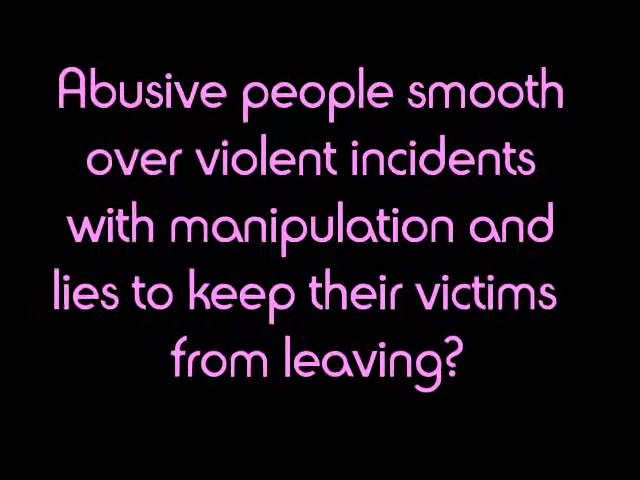 Abusive people smooth
over violent incidents
with manipulation and
lies to keep their victims
from leaving?